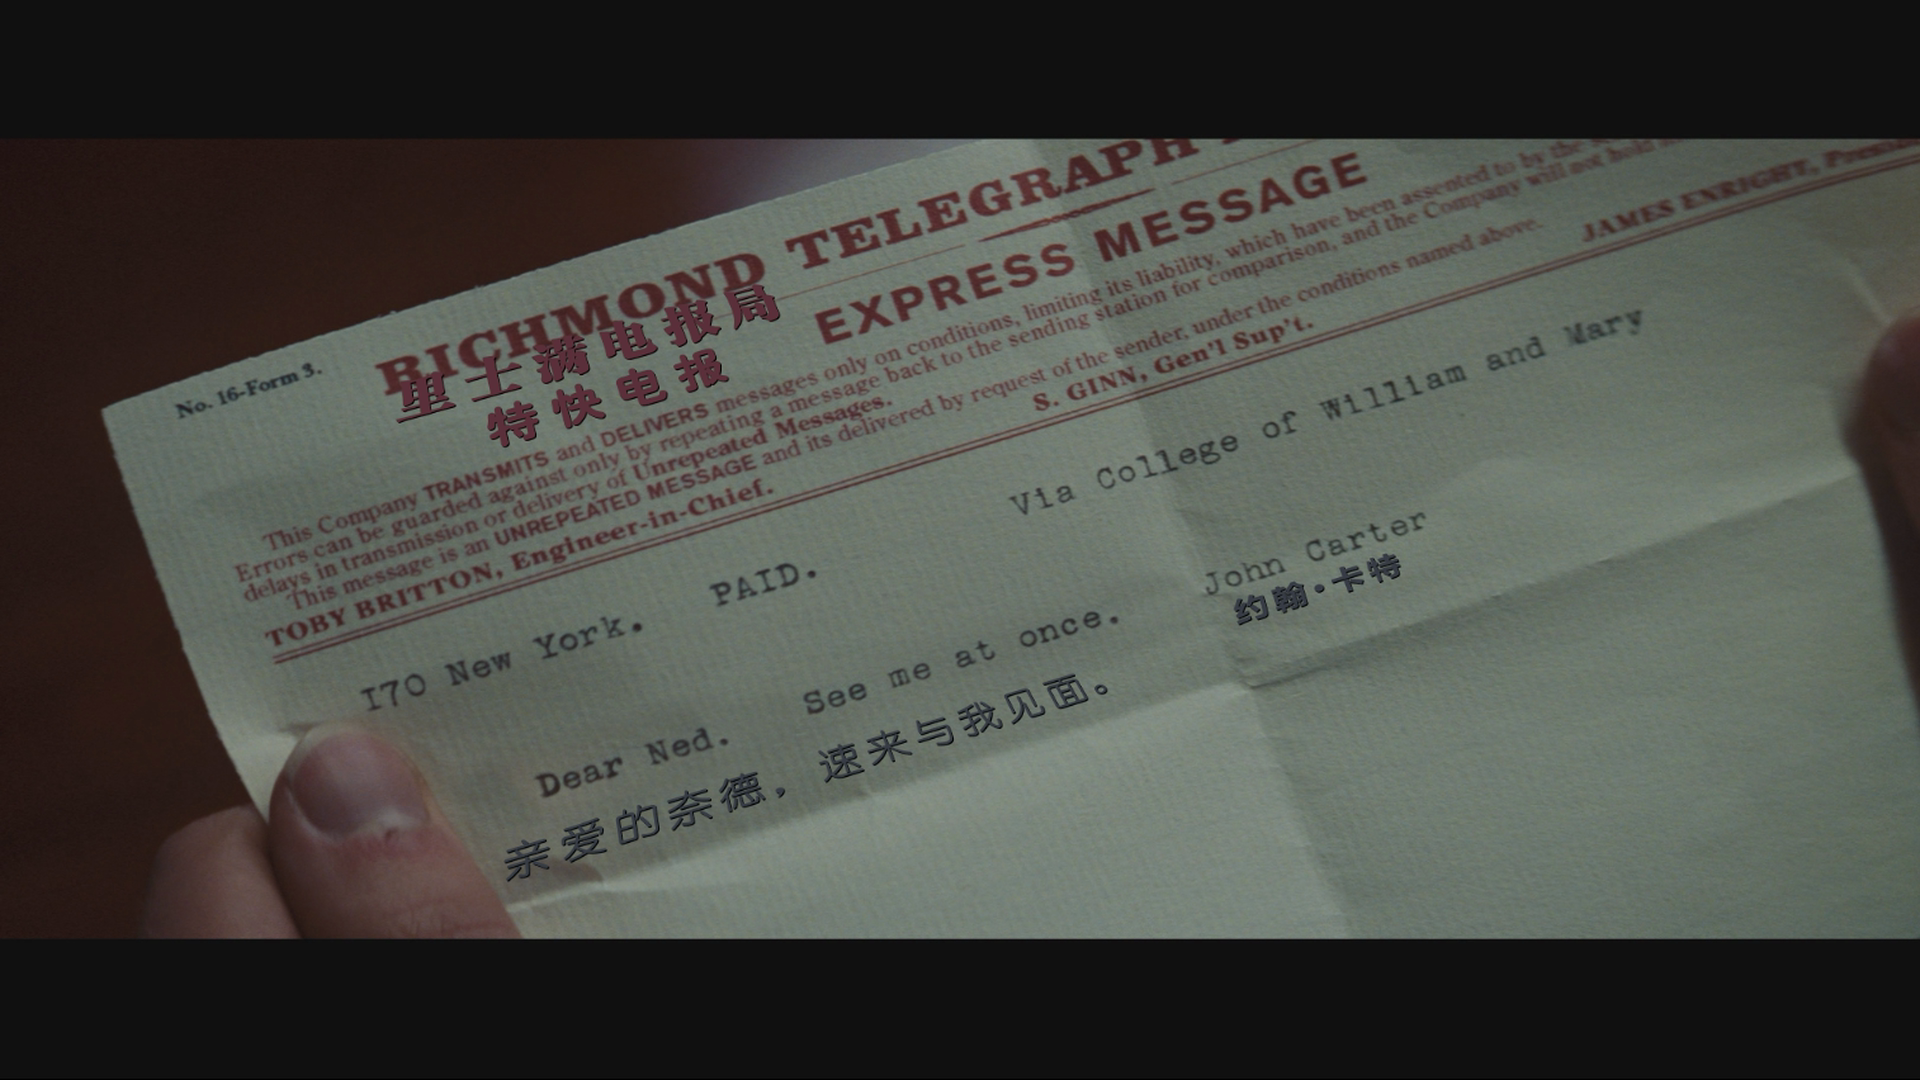 No. 16-Form 3.
RICHMOND TELEGRAPH
里士满电报局
EXPRESS MESSAGE
特快电报
This Company TRANSMITS and DELIVERS messages only on conditions, limiting its liability, which have been assented to by the
Errors can be guarded against only by repeating a message back to the sending station for comparison, and the Company will not hold
delays in transmission or delivery of Unrepeated Messages.
This message is an UNREPEATED MESSAGE and its delivered by request of the sender, under the conditions named above.
TOBY BRITTON, Engineer-in-Chief. S. GINN, Gen'l Sup't. JAMES ENRIGHT,
170 New York. PAID. Via College of William and Mary
Dear Ned. See me at once. John Carter
亲爱的奈德，速来与我见面。 约翰·卡特